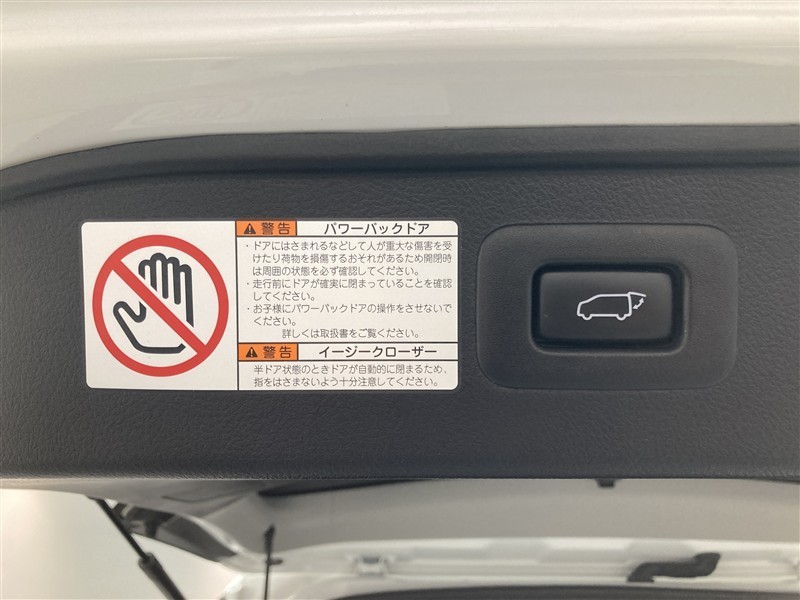 警告 パワーバックドア
・ドアにはさまれるなどして人が重大な傷害を受
けたり荷物を損傷するおそれがあるため開閉時
は周囲の状態を必ず確認してください。
・走行前にドアが確実に閉まっていることを確認
してください。
・お子様にパワーバックドアの操作をさせないで
ください。
詳しくは取扱書をご覧ください。
警告 イージークローザー
半ドア状態のときドアが自動的に閉まるため、
指をはさまないよう十分注意してください。